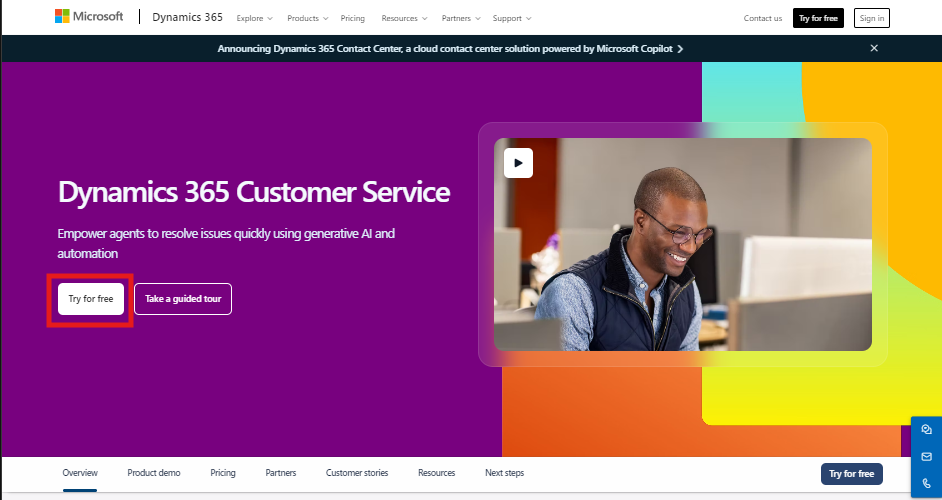 Microsoft Dynamics 365 Explore Products Pricing Resources Partners Support Contact us Try for free Sign in
Announcing Dynamics 365 Contact Center, a cloud contact center solution powered by Microsoft Copilot
Dynamics 365 Customer Service
Empower agents to resolve issues quickly using generative AI and
automation
Try for free Take a guided tour
Overview Product demo Pricing Partners Customer stories Resources Next steps Try for free